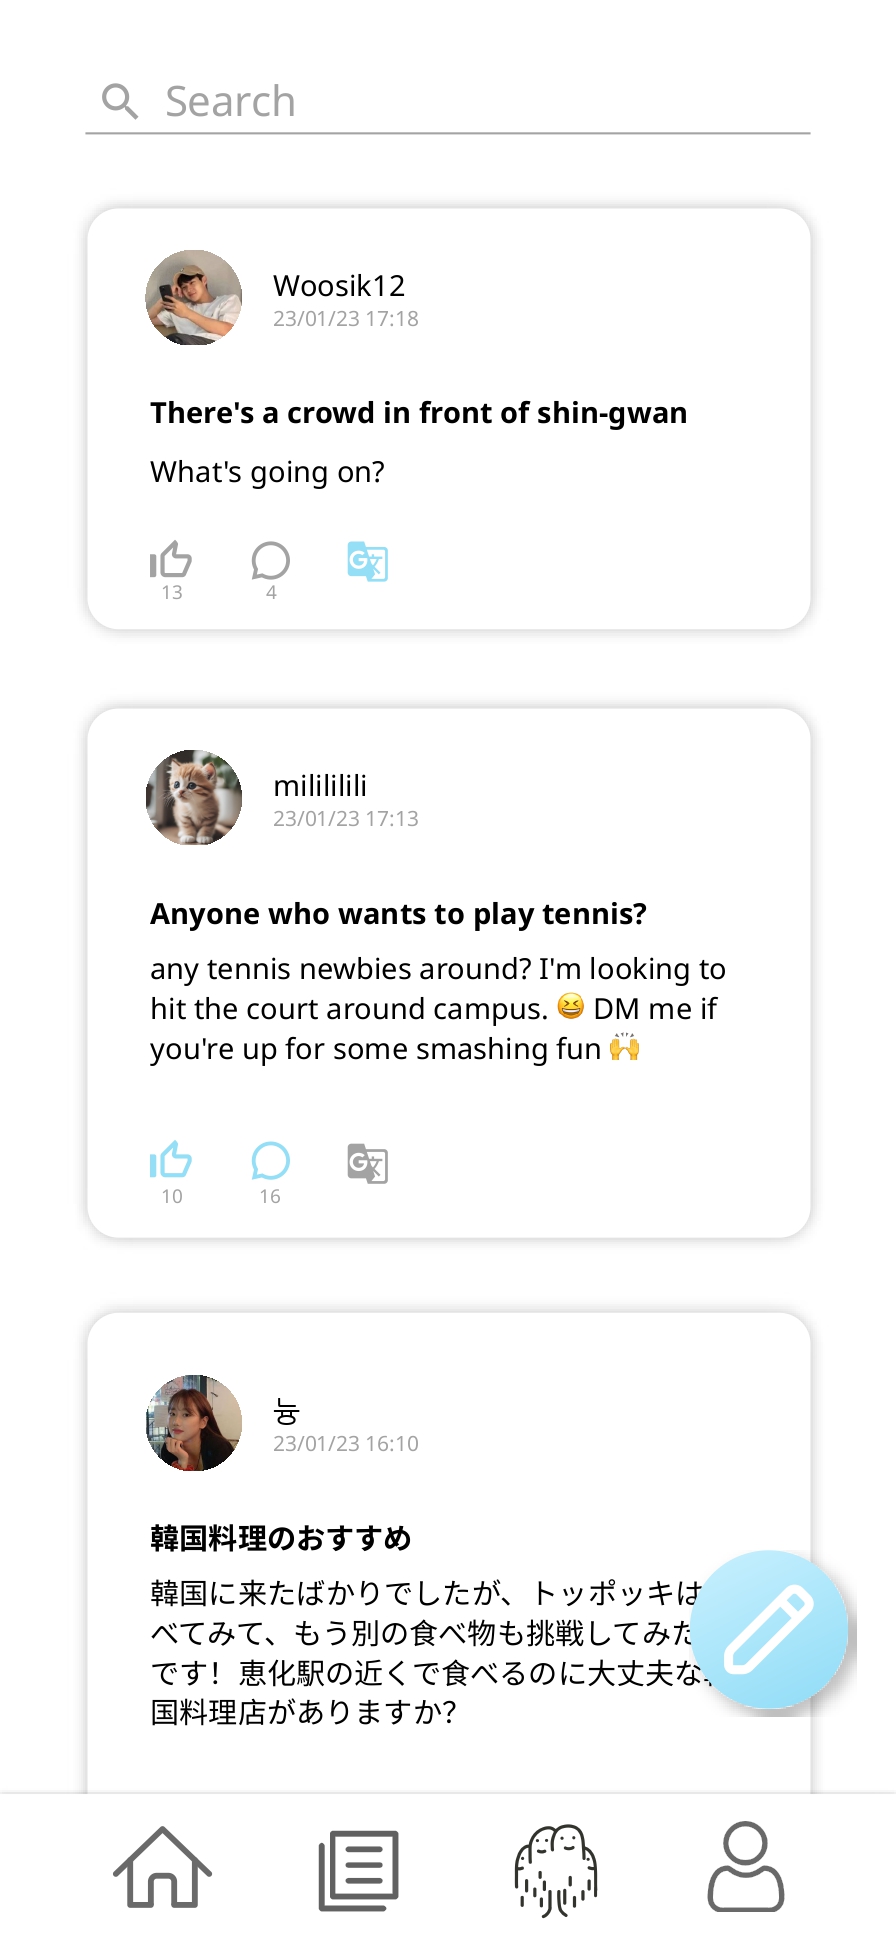 Search
Woosik12
23/01/23 17:18
There's a crowd in front of shin-gwan
What's going on?
13
4
G文
milililili
23/01/23 17:13
Anyone who wants to play tennis?
any tennis newbies around? I'm looking to
hit the court around campus. 😆 DM me if
you're up for some smashing fun 🙌
10
16
G文
늉
23/01/23 16:10
韓国料理のおすすめ
韓国に来たばかりでしたが、トッポッキは
べてみて、もう別の食べ物も挑戦してみた
です！恵化駅の近くで食べるのに大丈夫な
国料理店がありますか？